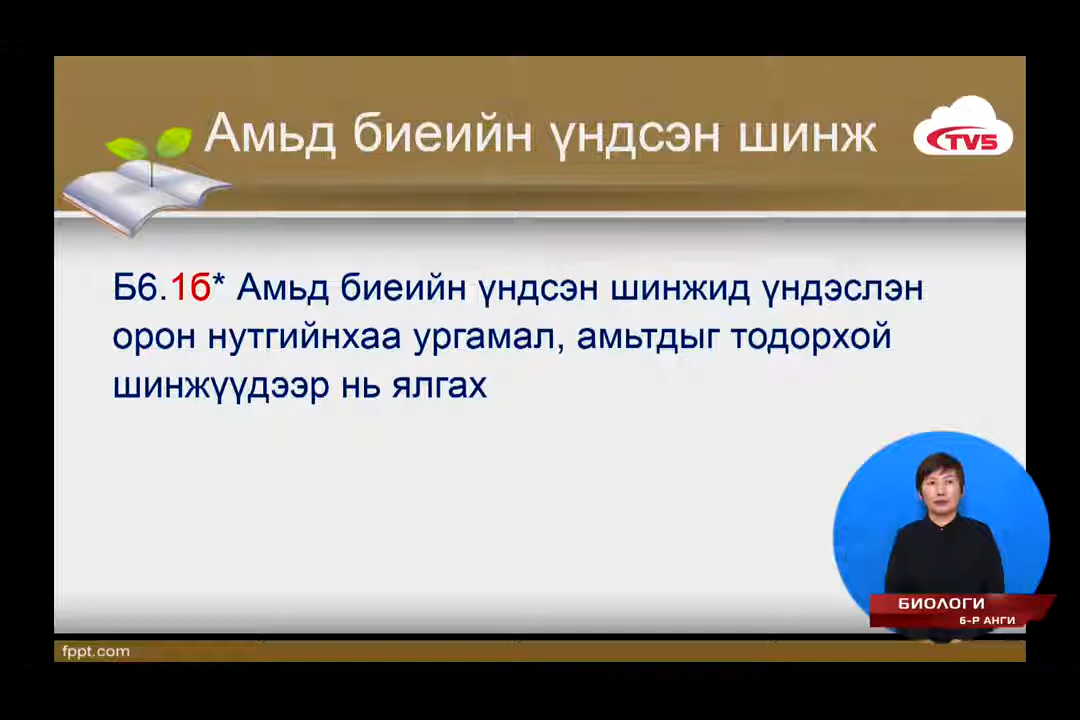 Амьд биеийн үндсэн шинж
TV5
Б6.1б* Амьд биеийн үндсэн шинжид үндэслэн
орон нутгийнхаа ургамал, амьтдыг тодорхой
шинжүүдээр нь ялгах
БИОЛОГИ
6-Р АНГИ
fppt.com